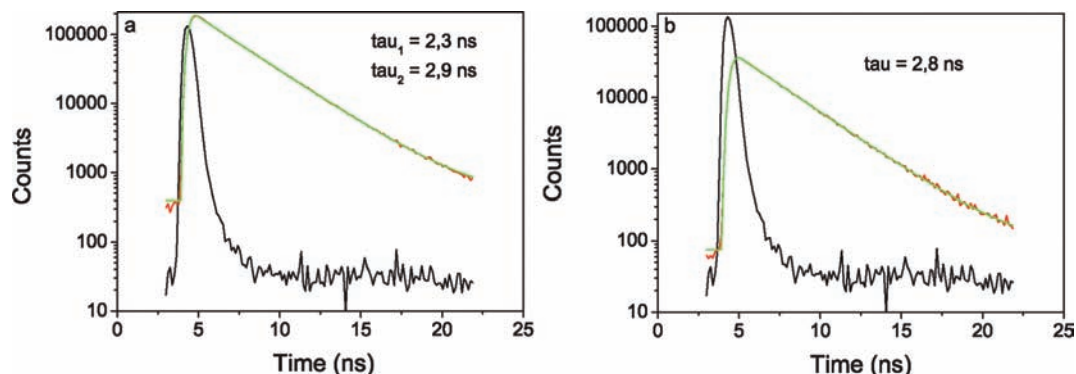 a
tau1 = 2,3 ns
tau2 = 2,9 ns
100000
10000
1000
100
10
Counts
0 5 10 15 20 25
Time (ns)
b
tau = 2,8 ns
100000
10000
1000
100
10
Counts
0 5 10 15 20 25
Time (ns)